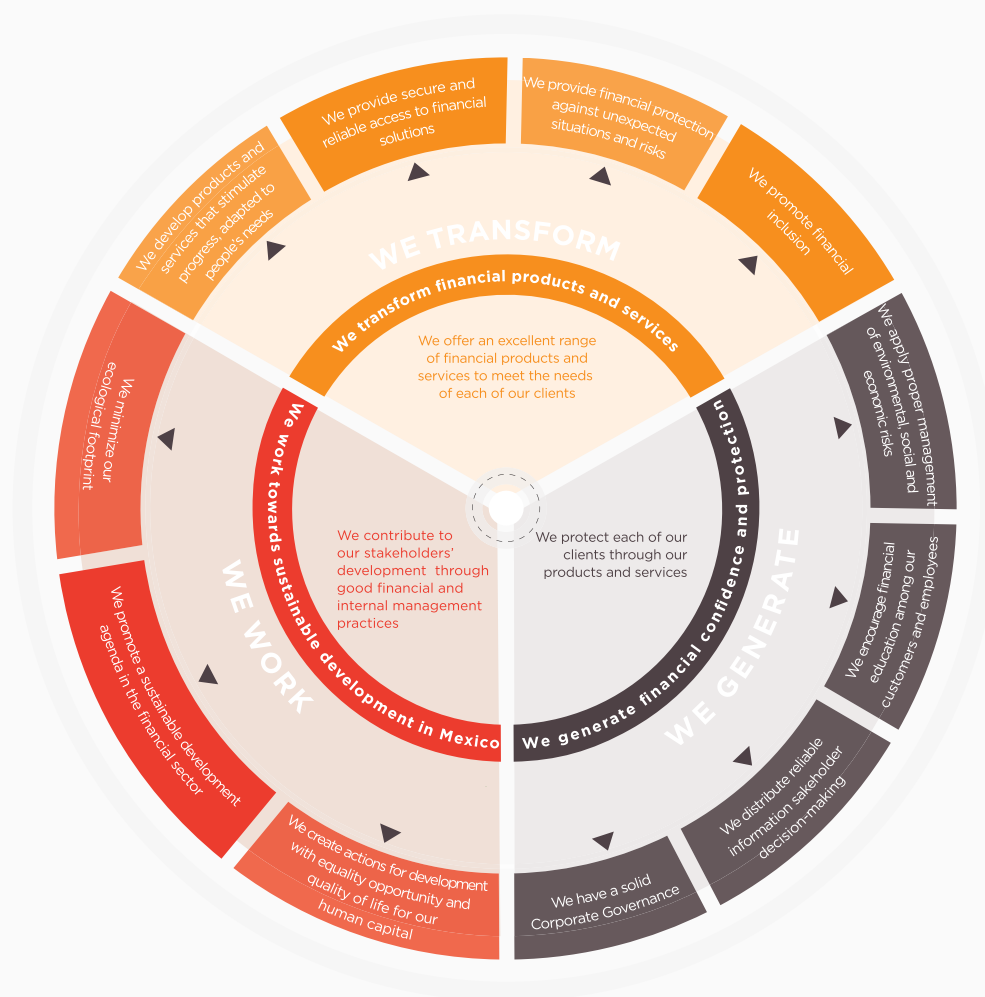 We provide secure and
reliable access to financial
solutions
We provide financial protection
against unexpected
situations and risks
We develop products and
services that stimulate
progress, adapted to
people's needs
We promote financial
inclusion
WE TRANSFORM
We transform financial products and services
We offer an excellent range
of financial products and
services to meet the needs
of each of our clients
We apply proper management
of environmental, social and
economic risks
We encourage financial
education among our
customers and employees
We distribute reliable
information sakeholder
decision-making
We have a solid
Corporate Governance
WE GENERATE
We generate financial confidence and protection
We protect each of our
clients through our
products and services
We minimize our
ecological footprint
We promote a sustainable development
agenda in the financial sector
We create actions for development
with equality opportunity and
quality of life for our
human capital
WE WORK
We work towards sustainable development in Mexico
We contribute to
our stakeholders'
development through
good financial and
internal management
practices